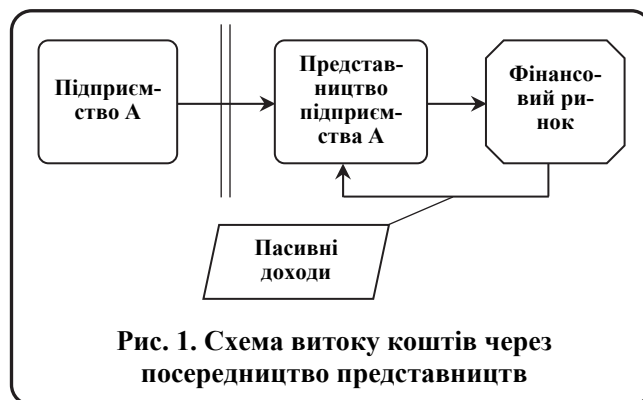 Підприєм-
ство А
Представ-
ництво
підприєм-
ства А
Фінансо-
вий ри-
нок
Пасивні
доходи
Рис. 1. Схема витоку коштів через
посередництво представництв